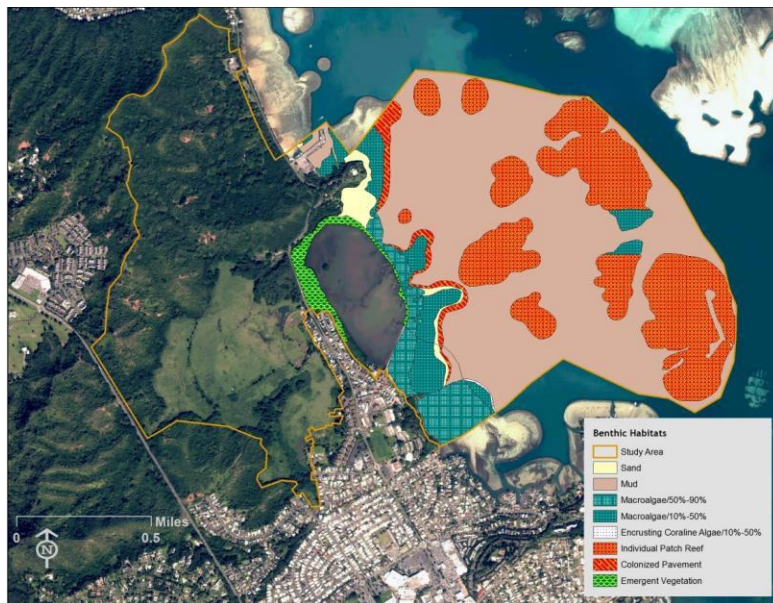 Benthic Habitats
Study Area
Sand
Mud
Macroalgae/50%-90%
Macroalgae/10%-50%
Encrusting Coraline Algae/10%-50%
Individual Patch Reef
Colonized Pavement
Emergent Vegetation
Miles
0 0.5
N